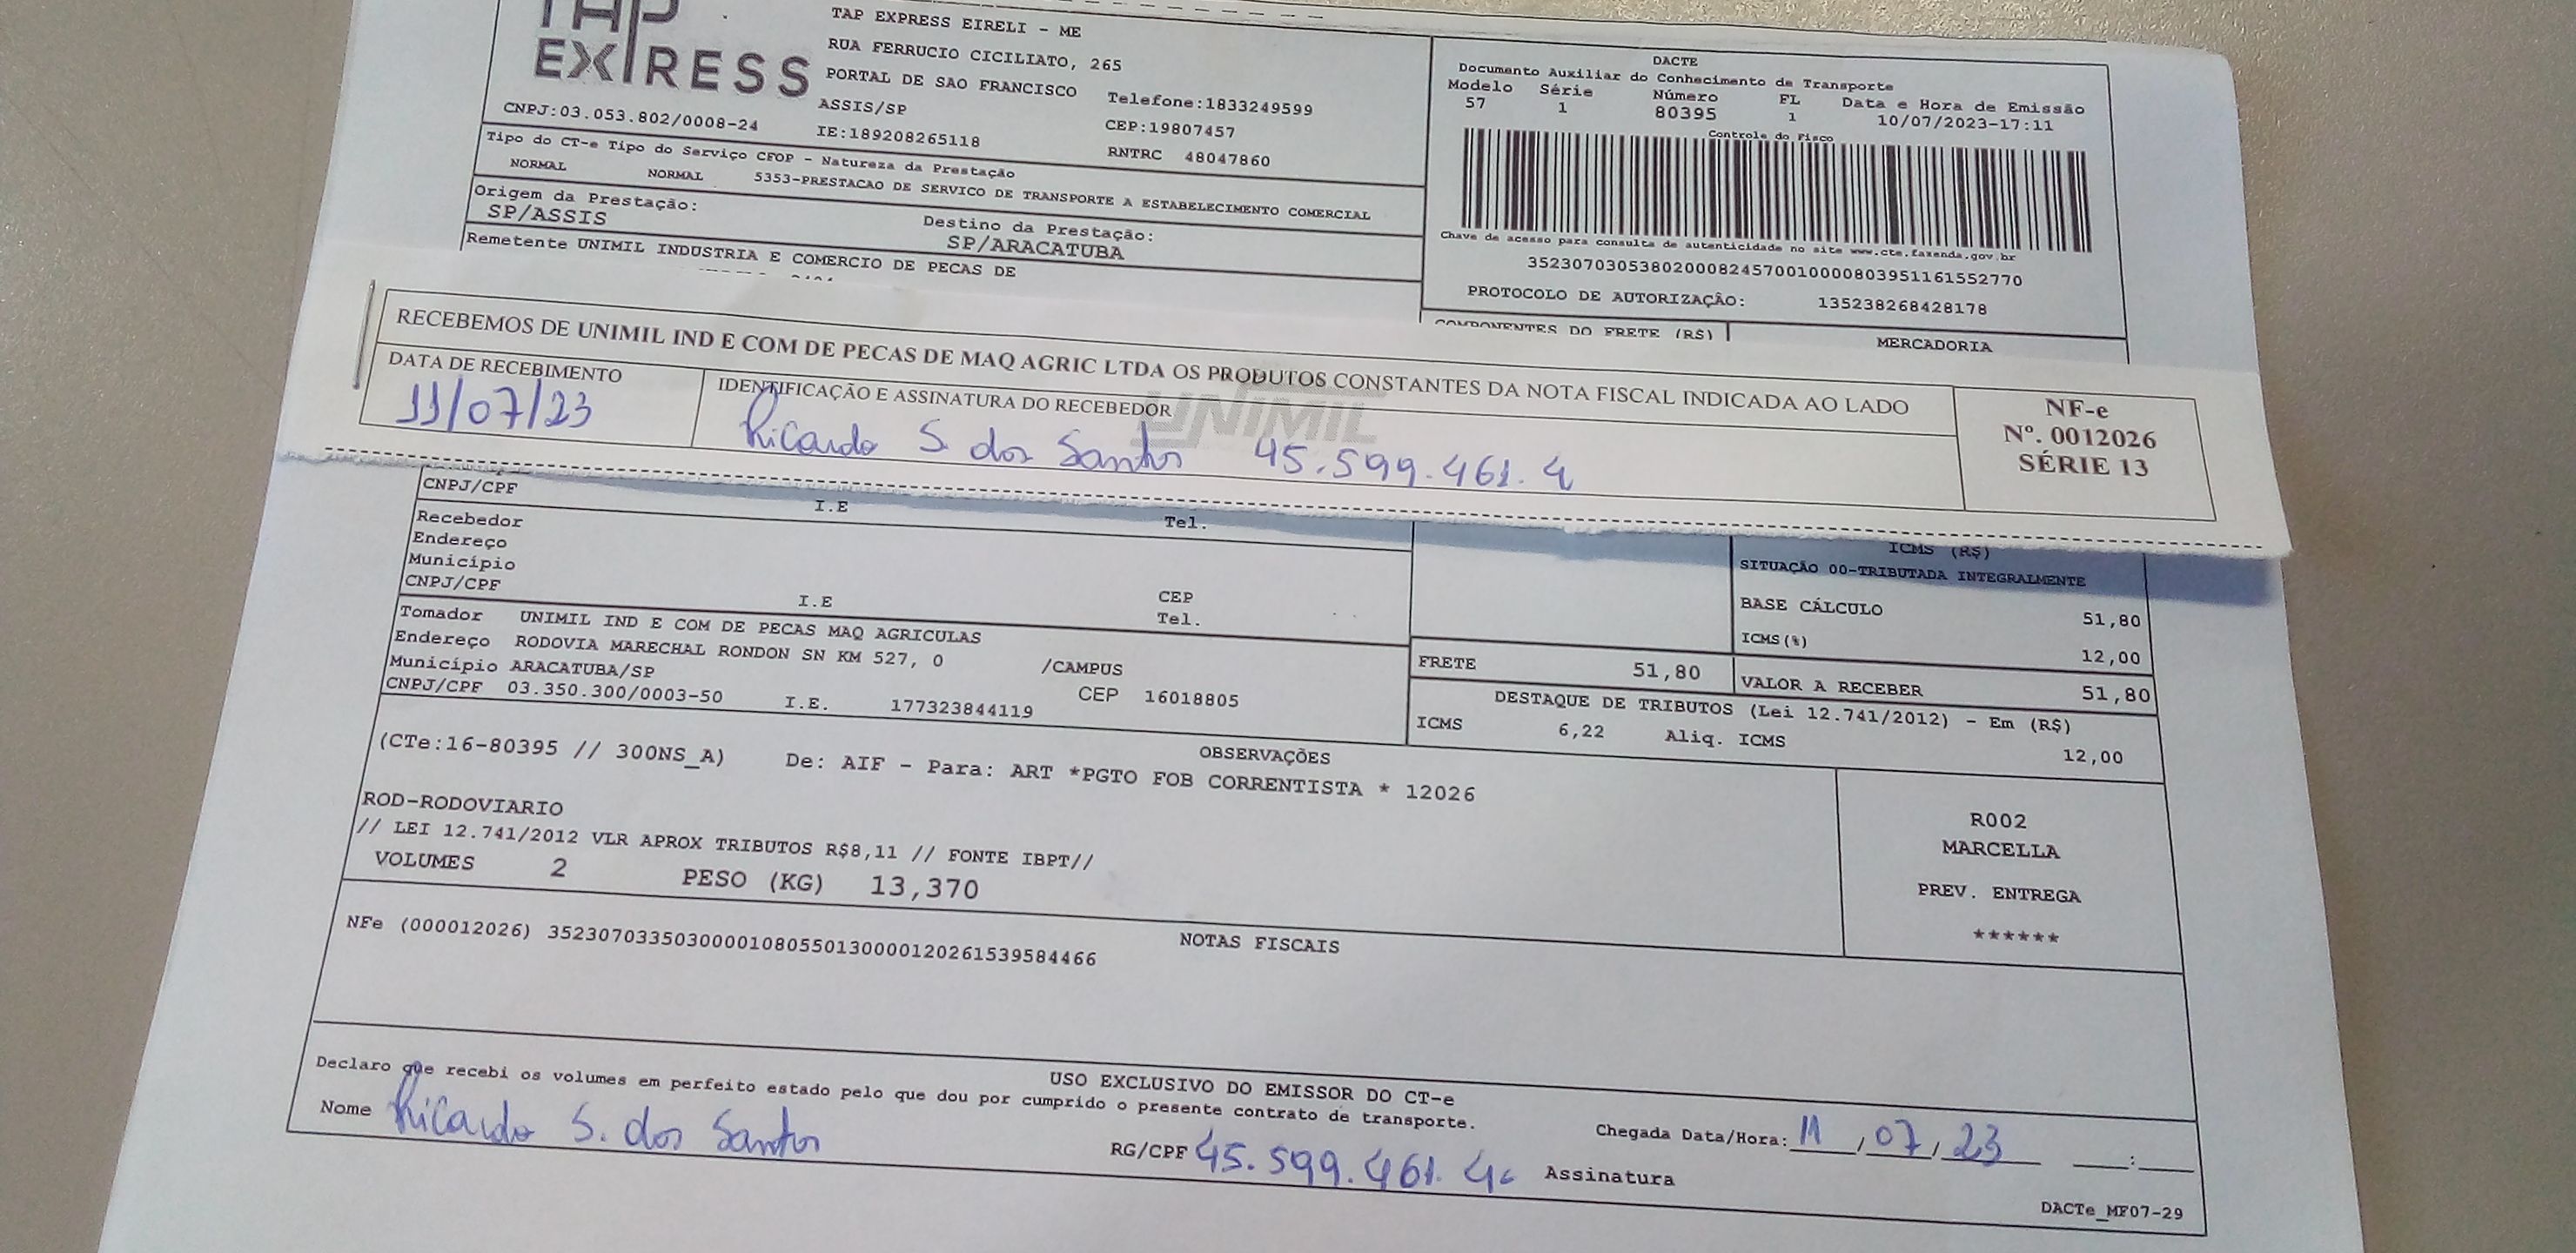 TAP
EXPRESS
TAP EXPRESS EIRELI - ME
RUA FERRUCIO CICILIATO, 265
PORTAL DE SAO FRANCISCO
ASSIS/SP
Telefone:1833249599
CEP:19807457
CNPJ:03.053.802/0008-24
IE:189208265118
RNTRC 48047860
Tipo do CT-e Tipo do Serviço CFOP - Natureza da Prestação
NORMAL NORMAL 5353-PRESTACAO DE SERVICO DE TRANSPORTE A ESTABELECIMENTO COMERCIAL
Origem da Prestação:
SP/ASSIS
Destino da Prestação:
SP/ARACATUBA
Remetente UNIMIL INDUSTRIA E COMERCIO DE PECAS DE
DACTE
Documento Auxiliar do Conhecimento de Transporte
Modelo Série Número FL Data e Hora de Emissão
57 1 80395 1 10/07/2023-17:11
Controle do Fisco
Chave de acesso para consulta de autenticidade no site www.cte.fazenda.gov.br
35230703053802000824570010000803951161552770
PROTOCOLO DE AUTORIZAÇÃO: 135238268428178
COMPONENTES DO FRETE (R$)
MERCADORIA
RECEBEMOS DE UNIMIL IND E COM DE PECAS DE MAQ AGRIC LTDA OS PRODUTOS CONSTANTES DA NOTA FISCAL INDICADA AO LADO
DATA DE RECEBIMENTO
11/07/23
IDENTIFICAÇÃO E ASSINATURA DO RECEBEDOR
UNIMIL
Ricardo S. dos Santos 45.599.461.4
NF-e
Nº. 0012026
SÉRIE 13
CNPJ/CPF I.E Tel.
Recebedor
Endereço
Município CEP
CNPJ/CPF I.E Tel.
Tomador UNIMIL IND E COM DE PECAS MAQ AGRICULAS
Endereço RODOVIA MARECHAL RONDON SN KM 527, 0 /CAMPUS
Município ARACATUBA/SP CEP 16018805
CNPJ/CPF 03.350.300/0003-50 I.E. 177323844119
ICMS (R$)
SITUAÇÃO 00-TRIBUTADA INTEGRALMENTE
BASE CÁLCULO 51,80
ICMS(%) 12,00
FRETE 51,80 VALOR A RECEBER 51,80
DESTAQUE DE TRIBUTOS (Lei 12.741/2012) - Em (R$)
ICMS 6,22 Aliq. ICMS 12,00
OBSERVAÇÕES
(CTe:16-80395 // 300NS_A) De: AIF - Para: ART *PGTO FOB CORRENTISTA * 12026
ROD-RODOVIARIO
// LEI 12.741/2012 VLR APROX TRIBUTOS R$8,11 // FONTE IBPT//
VOLUMES 2 PESO (KG) 13,370
R002
MARCELLA
PREV. ENTREGA
******
NOTAS FISCAIS
NFe (000012026) 35230703350300001080550130000120261539584466
USO EXCLUSIVO DO EMISSOR DO CT-e
Declaro que recebi os volumes em perfeito estado pelo que dou por cumprido o presente contrato de transporte.
Nome Ricardo S. dos Santos RG/CPF 45.599.461.4 Assinatura
Chegada Data/Hora: 11/07/23 __:__
DACTe_MF07-29